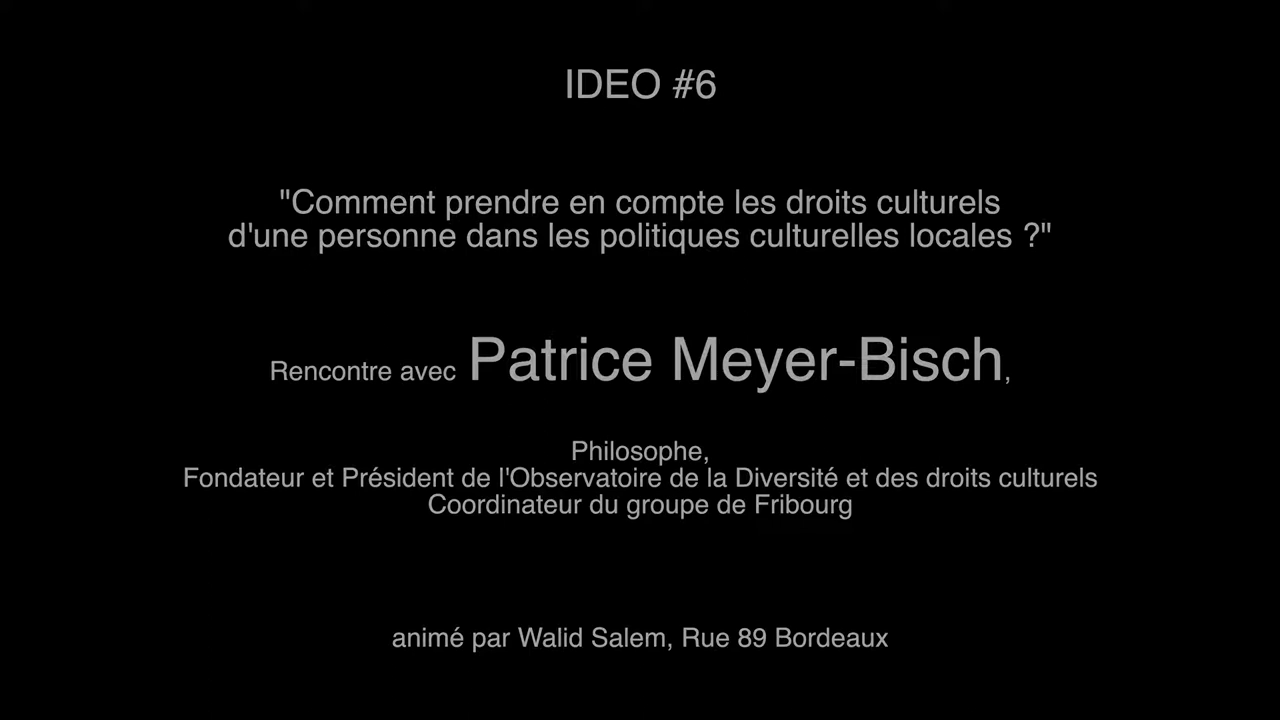 IDEO #6
"Comment prendre en compte les droits culturels
d'une personne dans les politiques culturelles locales ?"
Rencontre avec Patrice Meyer-Bisch,
Philosophe,
Fondateur et Président de l'Observatoire de la Diversité et des droits culturels
Coordinateur du groupe de Fribourg
animé par Walid Salem, Rue 89 Bordeaux